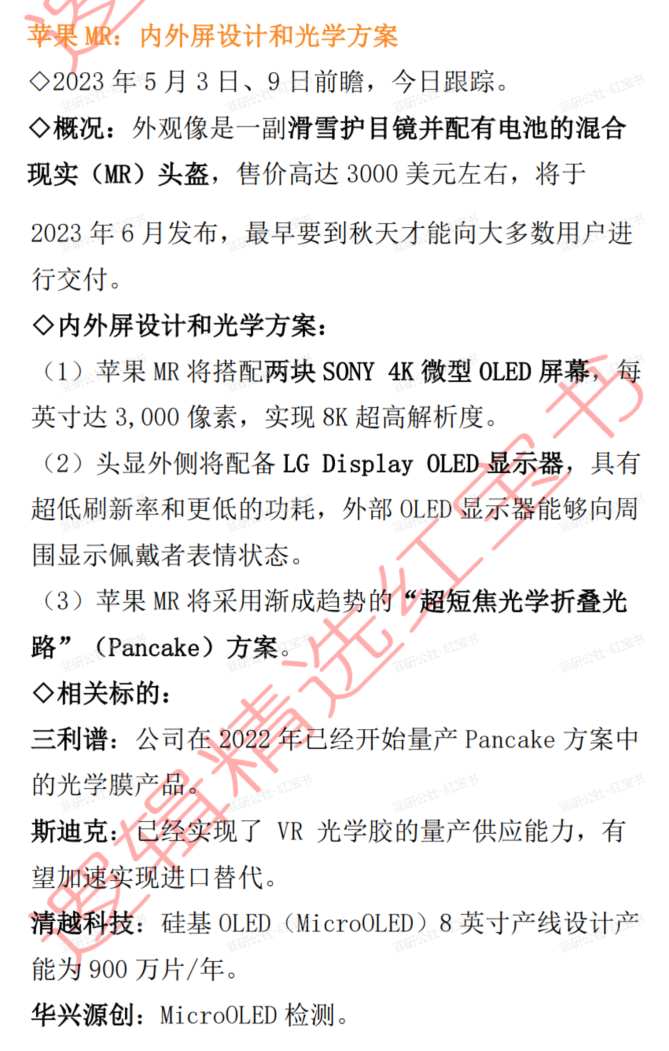 苹果 MR：内外屏设计和光学方案
◇2023 年 5 月 3 日、9 日前瞻，今日跟踪。
◇概况：外观像是一副滑雪护目镜并配有电池的混合
现实（MR）头盔，售价高达 3000 美元左右，将于
2023 年 6 月发布，最早要到秋天才能向大多数用户进
行交付。
◇内外屏设计和光学方案：
（1）苹果 MR 将搭配两块 SONY 4K 微型 OLED 屏幕，每
英寸达 3,000 像素，实现 8K 超高解析度。
（2）头显外侧将配备 LG Display OLED 显示器，具有
超低刷新率和更低的功耗，外部 OLED 显示器能够向周
围显示佩戴者表情状态。
（3）苹果 MR 将采用渐成趋势的“超短焦光学折叠光
路”（Pancake）方案。
◇相关标的：
三利谱：公司在 2022 年已经开始量产 Pancake 方案中
的光学膜产品。
斯迪克：已经实现了 VR 光学胶的量产供应能力，有
望加速实现进口替代。
清越科技：硅基 OLED（MicroOLED）8 英寸产线设计产
能为 900 万片/年。
华兴源创：MicroOLED 检测。
逻辑精选红宝书
韭研公社-红宝书